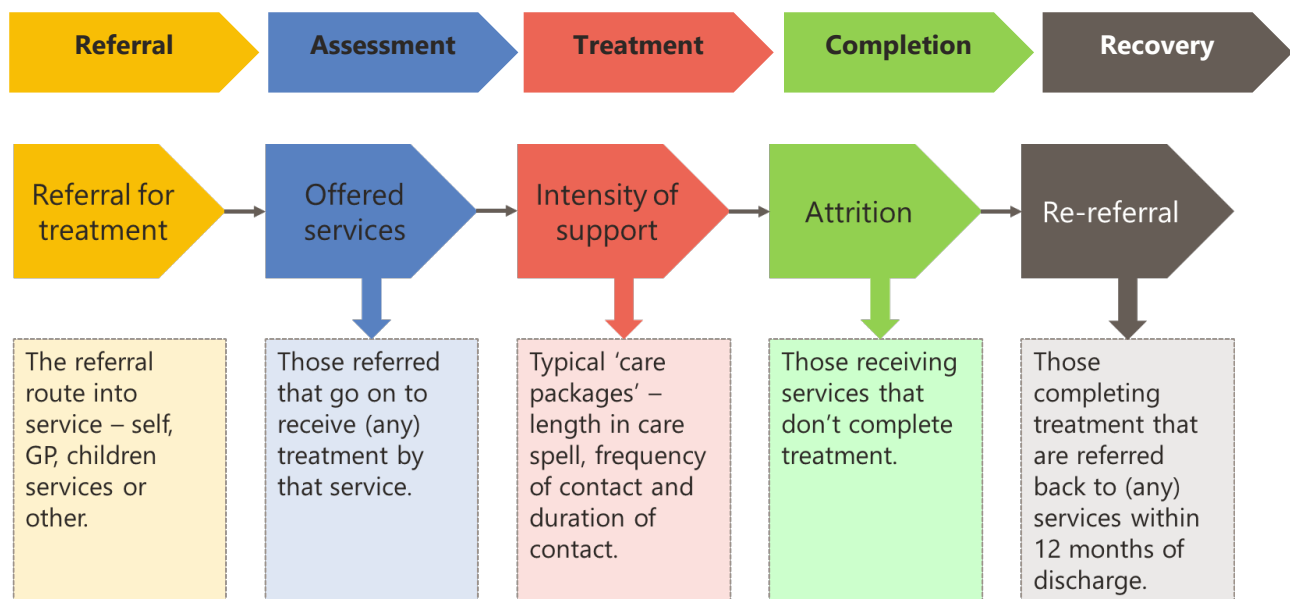 Referral
Assessment
Treatment
Completion
Recovery
Referral for
treatment
Offered
services
Intensity of
support
Attrition
Re-referral
The referral
route into
service – self,
GP, children
services or
other.
Those referred
that go on to
receive (any)
treatment by
that service.
Typical ‘care
packages’ –
length in care
spell, frequency
of contact and
duration of
contact.
Those receiving
services that
don’t complete
treatment.
Those
completing
treatment that
are referred
back to (any)
services within
12 months of
discharge.